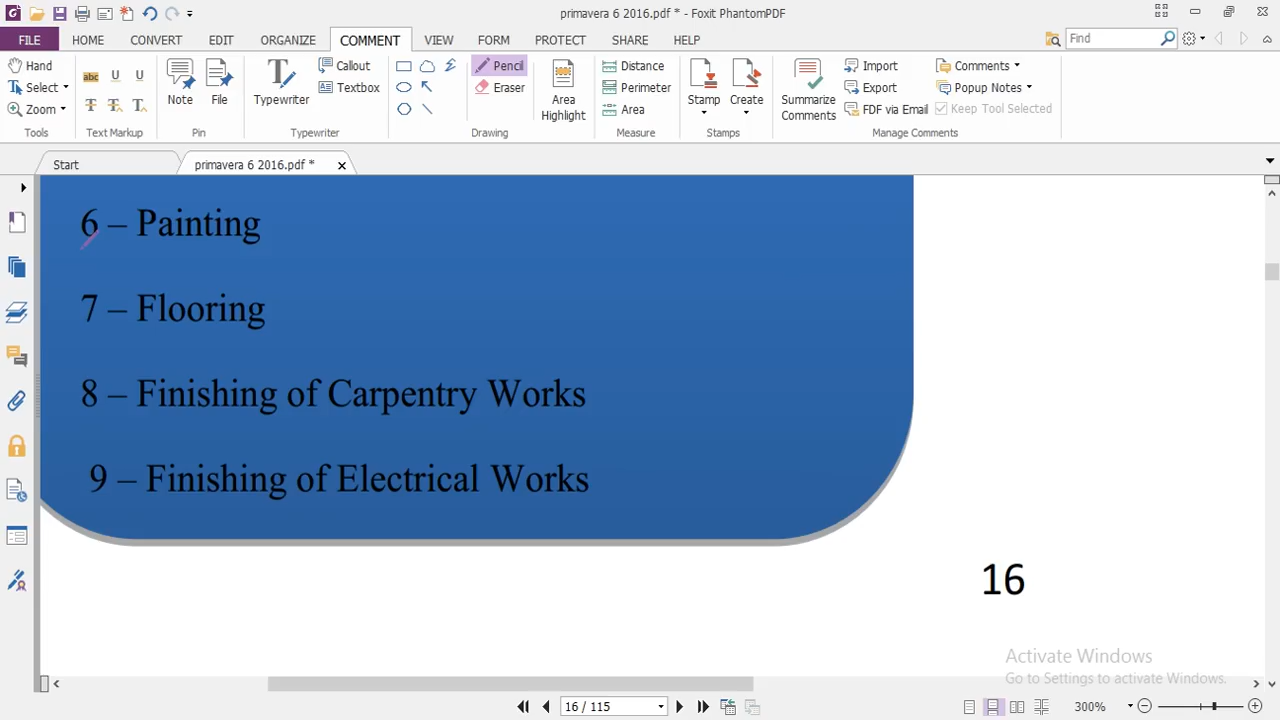 primavera 6 2016.pdf * - Foxit PhantomPDF
FILE HOME CONVERT EDIT ORGANIZE COMMENT VIEW FORM PROTECT SHARE HELP
Find
Hand
Select
Zoom
Tools
abc U U
T T T
Text Markup
Note
File
Pin
Typewriter
Callout
Textbox
Typewriter
Pencil
Eraser
Drawing
Area Highlight
Distance
Perimeter
Area
Measure
Stamp
Create
Stamps
Summarize Comments
Import
Export
FDF via Email
Comments
Popup Notes
Keep Tool Selected
Manage Comments
Start
primavera 6 2016.pdf *
6 – Painting
7 – Flooring
8 – Finishing of Carpentry Works
9 – Finishing of Electrical Works
16
Activate Windows
Go to Settings to activate Windows.
16 / 115
300%